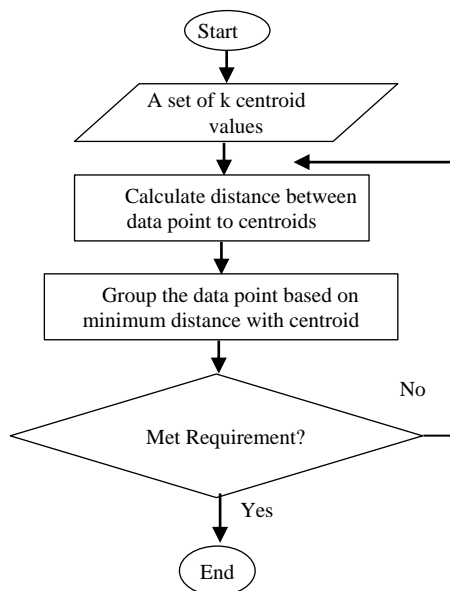 Start
A set of k centroid
values
Calculate distance between
data point to centroids
Group the data point based on
minimum distance with centroid
No
Met Requirement?
Yes
End